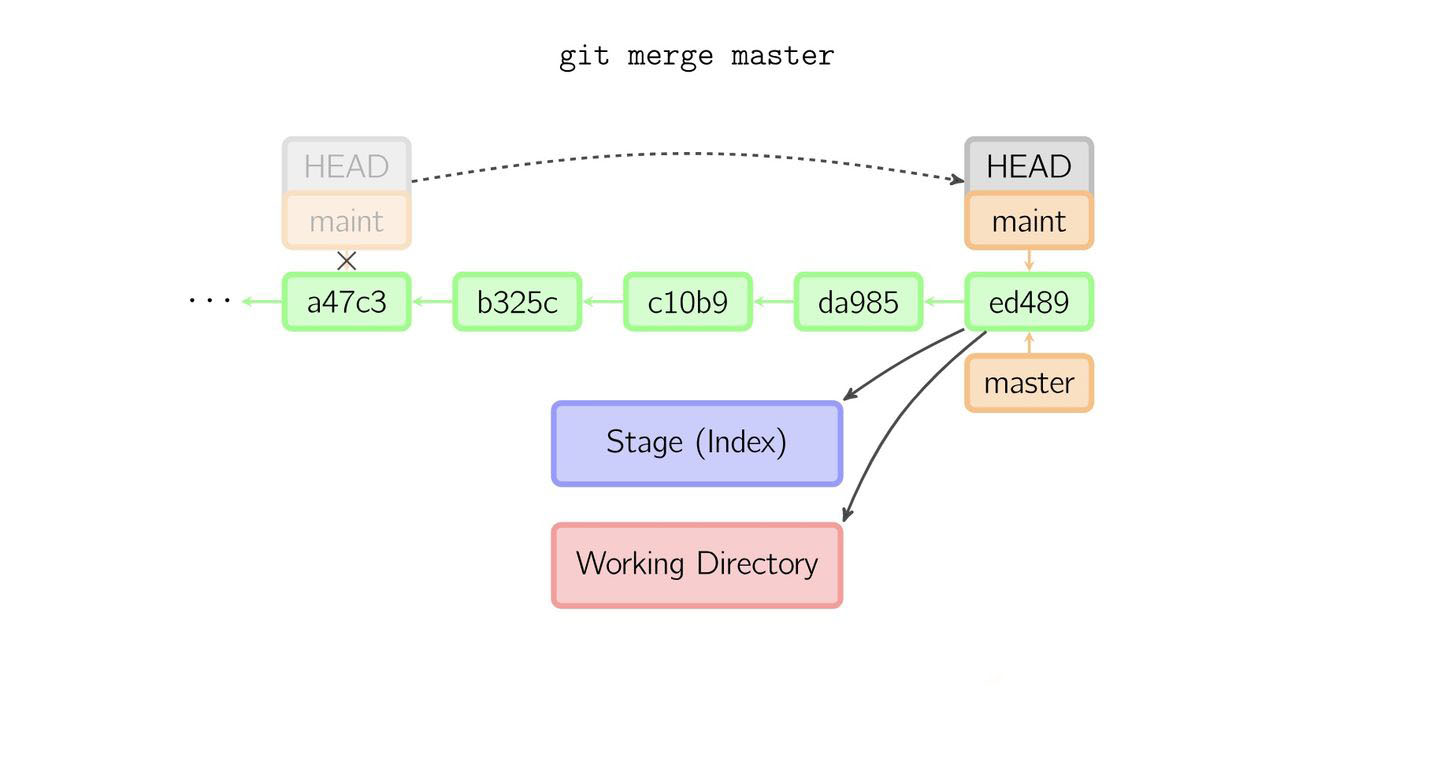 git merge master
HEAD
HEAD
maint
maint
··· a47c3 b325c c10b9 da985 ed489
master
Stage (Index)
Working Directory